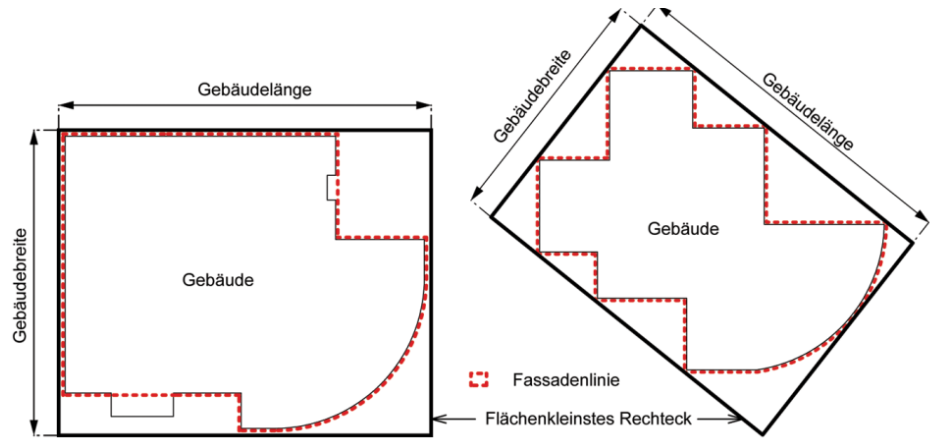 Gebäudelänge
Gebäudebreite
Gebäude
Gebäudebreite
Gebäudelänge
Gebäude
Fassadenlinie
Flächenkleinstes Rechteck